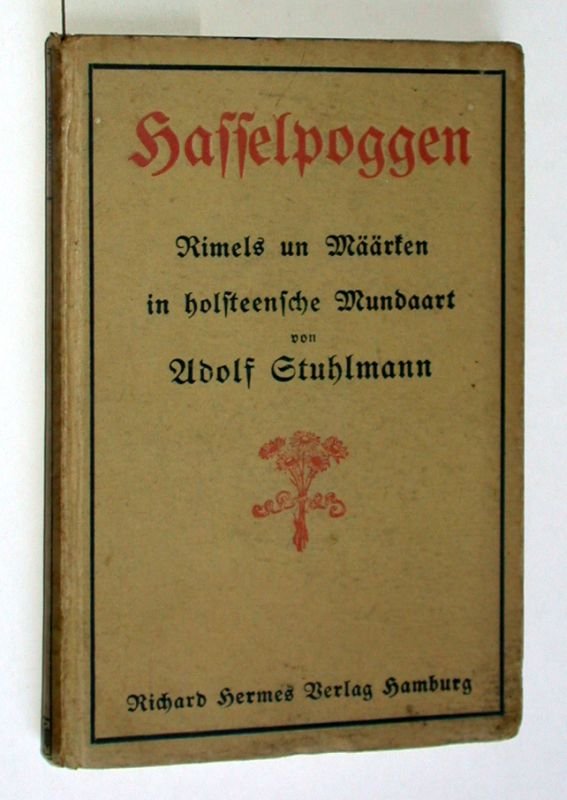 Hasselpoggen
Rimels un Määrken
in holsteensche Mundaart
von
Adolf Stuhlmann
Richard Hermes Verlag Hamburg